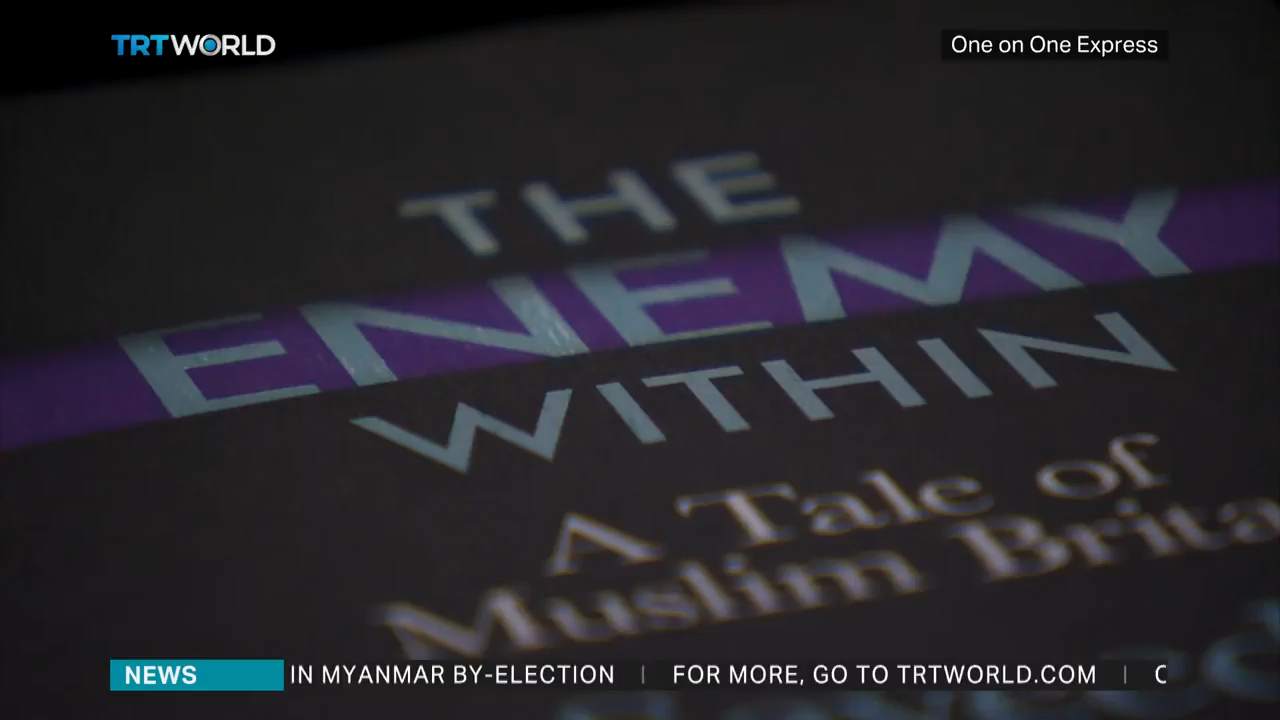 TRTWORLD
One on One Express
THE
ENEMY
WITHIN
A Tale of
Muslim Brita
NEWS
IN MYANMAR BY-ELECTION | FOR MORE, GO TO TRTWORLD.COM |